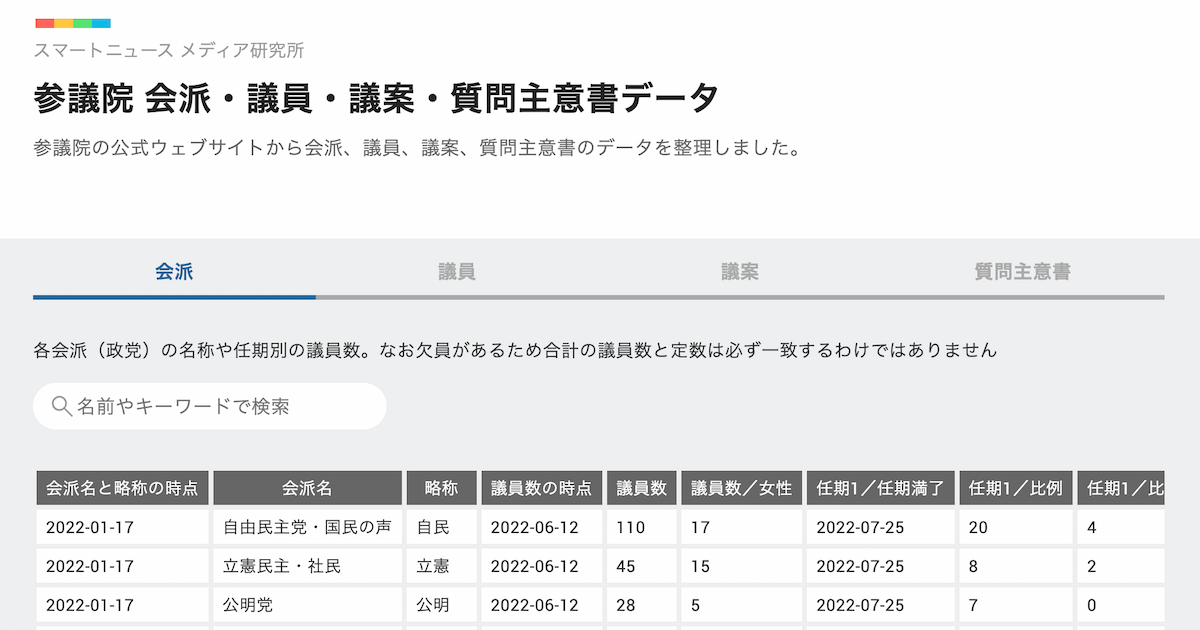 スマートニュース メディア研究所
参議院 会派・議員・議案・質問主意書データ
参議院の公式ウェブサイトから会派、議員、議案、質問主意書のデータを整理しました。
会派 議員 議案 質問主意書
各会派（政党）の名称や任期別の議員数。なお欠員があるため合計の議員数と定数は必ず一致するわけではありません
名前やキーワードで検索
会派名と略称の時点 会派名 略称 議員数の時点 議員数 議員数／女性 任期1／任期満了 任期1／比例 任期1／比
2022-01-17 自由民主党・国民の声 自民 2022-06-12 110 17 2022-07-25 20 4
2022-01-17 立憲民主・社民 立憲 2022-06-12 45 15 2022-07-25 8 2
2022-01-17 公明党 公明 2022-06-12 28 5 2022-07-25 7 0